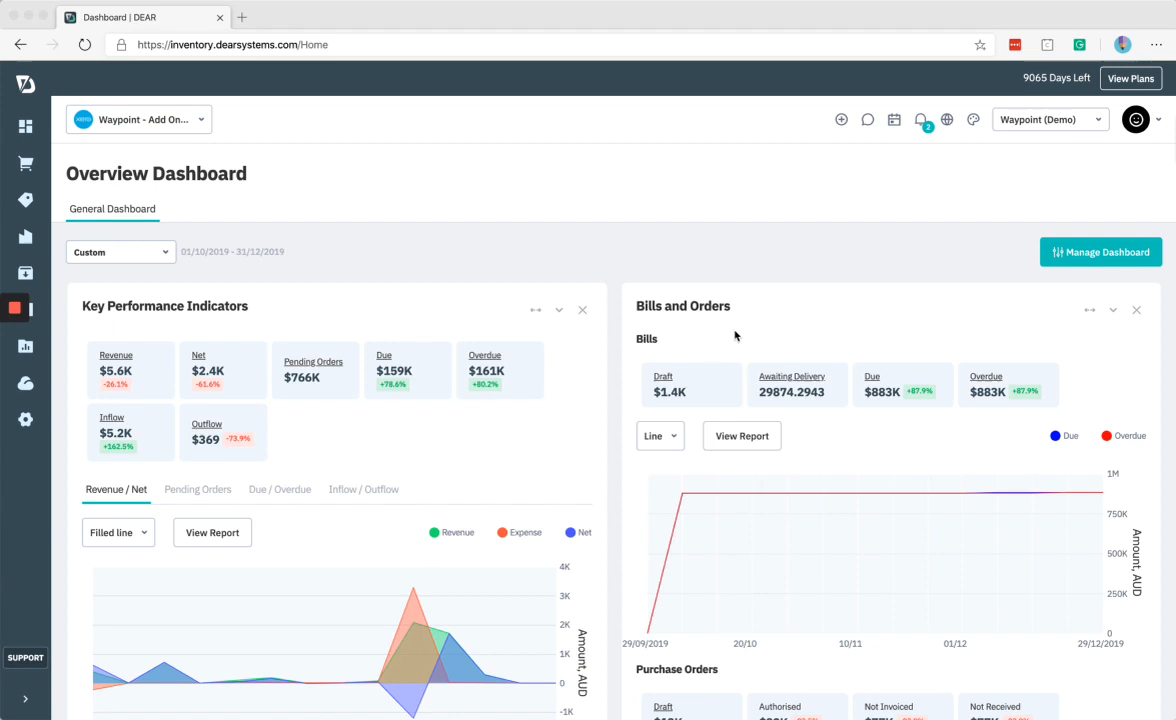 Dashboard | DEAR
https://inventory.dearsystems.com/Home
9065 Days Left
View Plans
Waypoint - Add On...
2
Waypoint (Demo)
Overview Dashboard
General Dashboard
Custom
01/10/2019 - 31/12/2019
Manage Dashboard
Key Performance Indicators
Revenue
$5.6K
-26.1%
Net
$2.4K
-61.6%
Pending Orders
$766K
Due
$159K
+78.6%
Overdue
$161K
+80.2%
Inflow
$5.2K
+162.5%
Outflow
$369 -73.9%
Revenue / Net Pending Orders Due / Overdue Inflow / Outflow
Filled line
View Report
Revenue Expense Net
4K
3K
2K
1K
0
-1K
Amount, AUD
Bills and Orders
Bills
Draft
$1.4K
Awaiting Delivery
29874.2943
Due
$883K +87.9%
Overdue
$883K +87.9%
Line
View Report
Due Overdue
1M
750K
500K
250K
0
Amount, AUD
29/09/2019 20/10 10/11 01/12 29/12/2019
Purchase Orders
Draft
Authorised
Not Invoiced
Not Received
SUPPORT